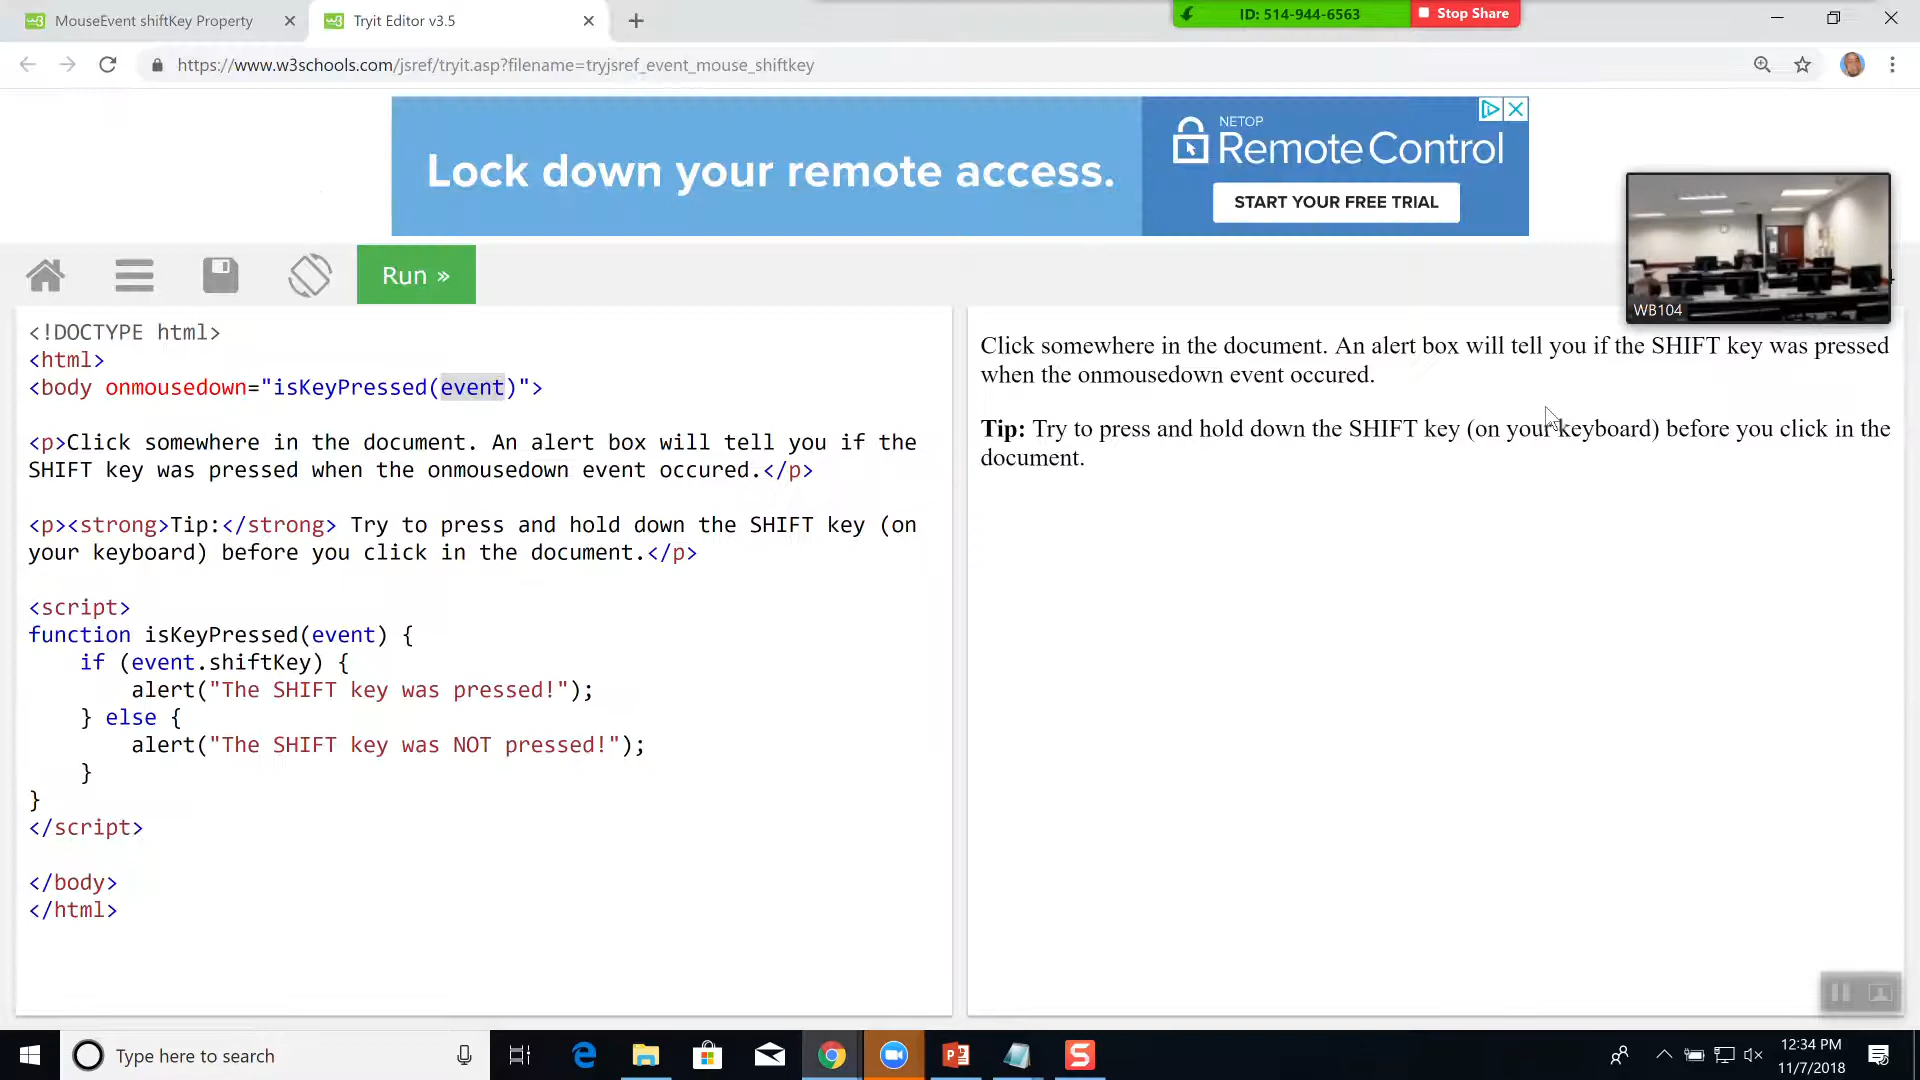 MouseEvent shiftKey Property
Tryit Editor v3.5
ID: 514-944-6563
Stop Share
https://www.w3schools.com/jsref/tryit.asp?filename=tryjsref_event_mouse_shiftkey
Lock down your remote access.
NETOP
Remote Control
START YOUR FREE TRIAL
WB104
Run »
<!DOCTYPE html>
<html>
<body onmousedown="isKeyPressed(event)">
<p>Click somewhere in the document. An alert box will tell you if the
SHIFT key was pressed when the onmousedown event occured.</p>
<p><strong>Tip:</strong> Try to press and hold down the SHIFT key (on
your keyboard) before you click in the document.</p>
<script>
function isKeyPressed(event) {
    if (event.shiftKey) {
        alert("The SHIFT key was pressed!");
    } else {
        alert("The SHIFT key was NOT pressed!");
    }
}
</script>
</body>
</html>
Click somewhere in the document. An alert box will tell you if the SHIFT key was pressed
when the onmousedown event occured.
Tip: Try to press and hold down the SHIFT key (on your keyboard) before you click in the
document.
Type here to search
12:34 PM
11/7/2018